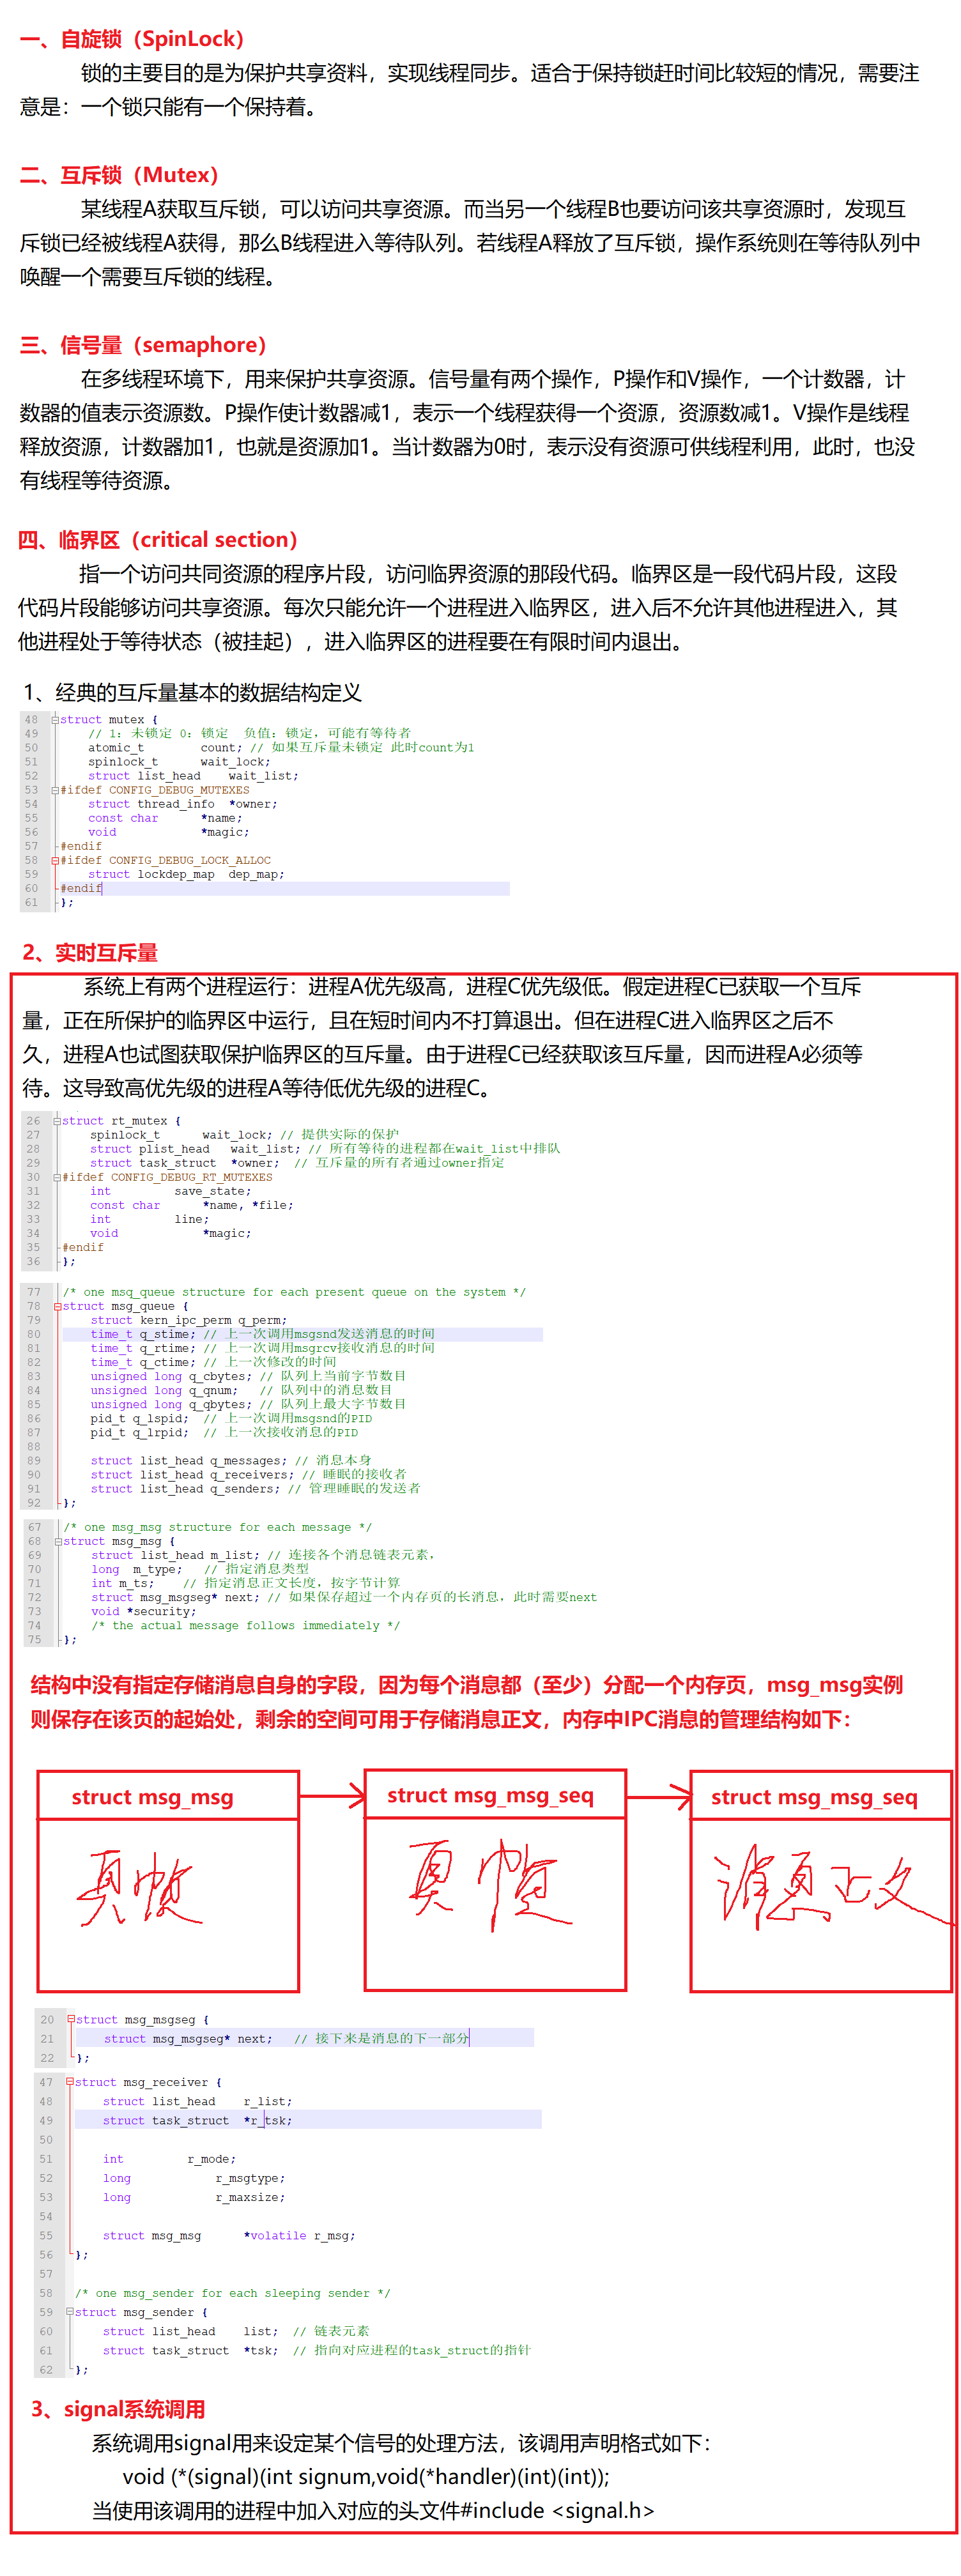 一、自旋锁（SpinLock）
锁的主要目的是为保护共享资料，实现线程同步。适合于保持锁赶时间比较短的情况，需要注
意是：一个锁只能有一个保持着。
二、互斥锁（Mutex）
某线程A获取互斥锁，可以访问共享资源。而当另一个线程B也要访问该共享资源时，发现互
斥锁已经被线程A获得，那么B线程进入等待队列。若线程A释放了互斥锁，操作系统则在等待队列中
唤醒一个需要互斥锁的线程。
三、信号量（semaphore）
在多线程环境下，用来保护共享资源。信号量有两个操作，P操作和V操作，一个计数器，计
数器的值表示资源数。P操作使计数器减1，表示一个线程获得一个资源，资源数减1。V操作是线程
释放资源，计数器加1，也就是资源加1。当计数器为0时，表示没有资源可供线程利用，此时，也没
有线程等待资源。
四、临界区（critical section）
指一个访问共同资源的程序片段，访问临界资源的那段代码。临界区是一段代码片段，这段
代码片段能够访问共享资源。每次只能允许一个进程进入临界区，进入后不允许其他进程进入，其
他进程处于等待状态（被挂起），进入临界区的进程要在有限时间内退出。
1、经典的互斥量基本的数据结构定义
48 struct mutex {
49 // 1：未锁定 0：锁定 负值：锁定，可能有等待者
50 atomic_t count; // 如果互斥量未锁定 此时count为1
51 spinlock_t wait_lock;
52 struct list_head wait_list;
53 #ifdef CONFIG_DEBUG_MUTEXES
54 struct thread_info *owner;
55 const char *name;
56 void *magic;
57 #endif
58 #ifdef CONFIG_DEBUG_LOCK_ALLOC
59 struct lockdep_map dep_map;
60 #endif
61 };
2、实时互斥量
系统上有两个进程运行：进程A优先级高，进程C优先级低。假定进程C已获取一个互斥
量，正在所保护的临界区中运行，且在短时间内不打算退出。但在进程C进入临界区之后不
久，进程A也试图获取保护临界区的互斥量。由于进程C已经获取该互斥量，因而进程A必须等
待。这导致高优先级的进程A等待低优先级的进程C。
26 struct rt_mutex {
27 spinlock_t wait_lock; // 提供实际的保护
28 struct plist_head wait_list; // 所有等待的进程都在wait_list中排队
29 struct task_struct *owner; // 互斥量的所有者通过owner指定
30 #ifdef CONFIG_DEBUG_RT_MUTEXES
31 int save_state;
32 const char *name, *file;
33 int line;
34 void *magic;
35 #endif
36 };
77 /* one msq_queue structure for each present queue on the system */
78 struct msg_queue {
79 struct kern_ipc_perm q_perm;
80 time_t q_stime; // 上一次调用msgsnd发送消息的时间
81 time_t q_rtime; // 上一次调用msgrcv接收消息的时间
82 time_t q_ctime; // 上一次修改的时间
83 unsigned long q_cbytes; // 队列上当前字节数目
84 unsigned long q_qnum; // 队列中的消息数目
85 unsigned long q_qbytes; // 队列上最大字节数目
86 pid_t q_lspid; // 上一次调用msgsnd的PID
87 pid_t q_lrpid; // 上一次接收消息的PID
88
89 struct list_head q_messages; // 消息本身
90 struct list_head q_receivers; // 睡眠的接收者
91 struct list_head q_senders; // 管理睡眠的发送者
92 };
67 /* one msg_msg structure for each message */
68 struct msg_msg {
69 struct list_head m_list; // 连接各个消息链表元素，
70 long m_type; // 指定消息类型
71 int m_ts; // 指定消息正文长度，按字节计算
72 struct msg_msgseg* next; // 如果保存超过一个内存页的长消息，此时需要next
73 void *security;
74 /* the actual message follows immediately */
75 };
结构中没有指定存储消息自身的字段，因为每个消息都（至少）分配一个内存页，msg_msg实例
则保存在该页的起始处，剩余的空间可用于存储消息正文，内存中IPC消息的管理结构如下：
struct msg_msg
struct msg_msg_seq
struct msg_msg_seq
页帧
页帧
消息正文
20 struct msg_msgseg {
21 struct msg_msgseg* next; // 接下来是消息的下一部分
22 };
47 struct msg_receiver {
48 struct list_head r_list;
49 struct task_struct *r_tsk;
50
51 int r_mode;
52 long r_msgtype;
53 long r_maxsize;
54
55 struct msg_msg *volatile r_msg;
56 };
57
58 /* one msg_sender for each sleeping sender */
59 struct msg_sender {
60 struct list_head list; // 链表元素
61 struct task_struct *tsk; // 指向对应进程的task_struct的指针
62 };
3、signal系统调用
系统调用signal用来设定某个信号的处理方法，该调用声明格式如下：
void (*(signal)(int signum,void(*handler)(int)(int));
当使用该调用的进程中加入对应的头文件#include <signal.h>